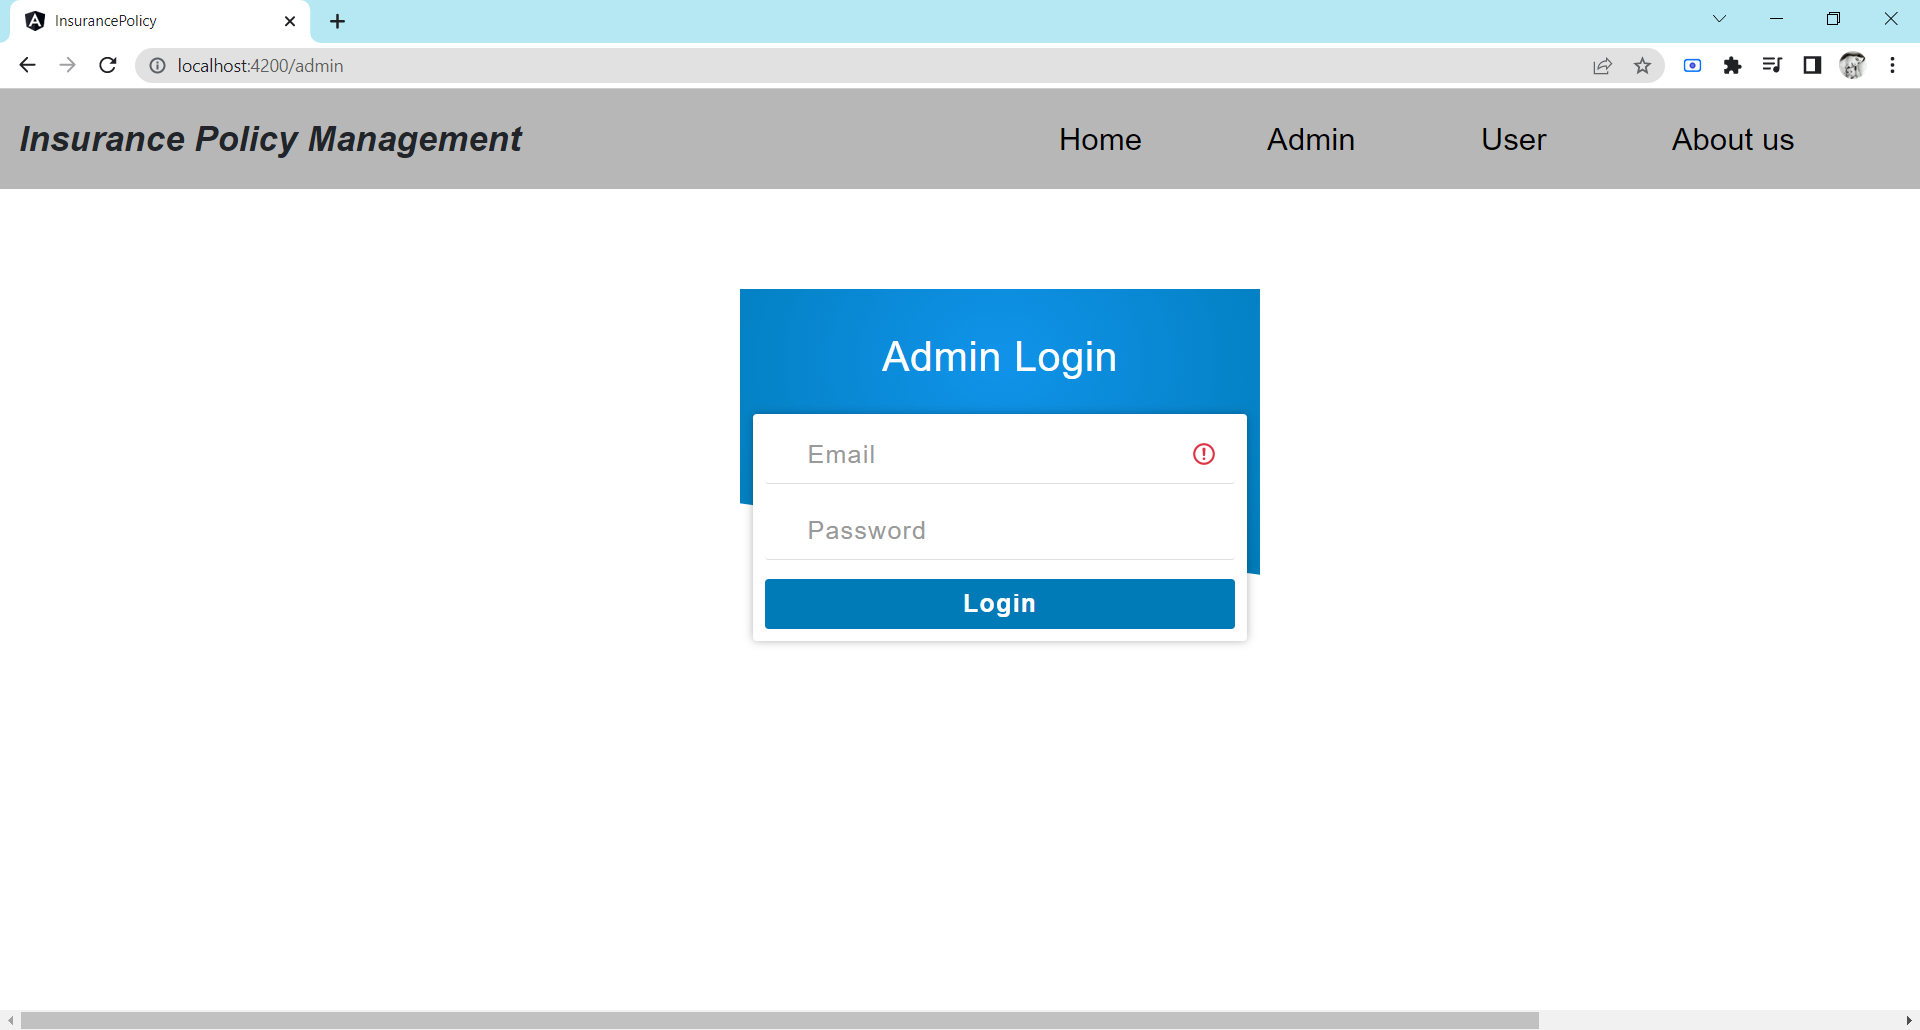 InsurancePolicy
localhost:4200/admin
Insurance Policy Management Home Admin User About us
Admin Login
Email
Password
Login